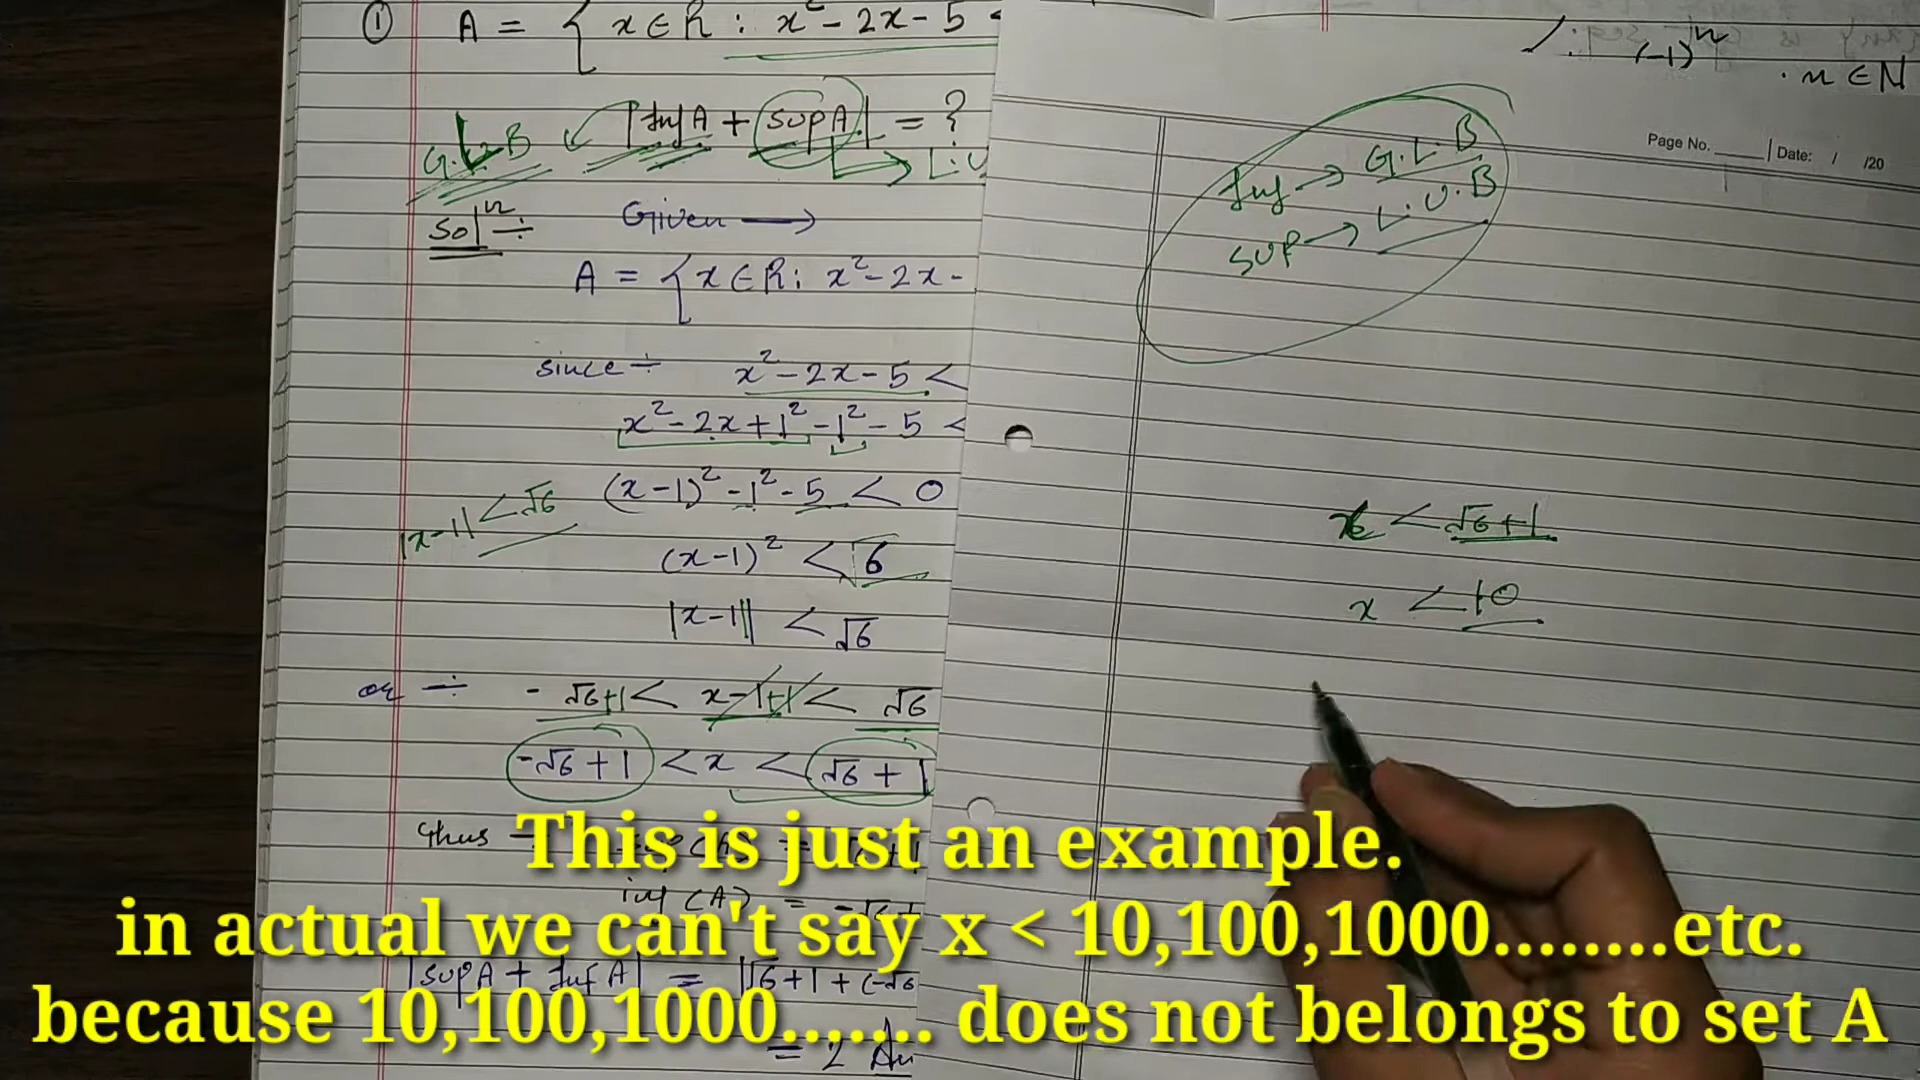 ① A = { x ∈ R : x² - 2x - 5 <
|Inf A + sup A| = ?
G.L.B
L.U
Solⁿ ÷ Given →
A = { x ∈ R : x² - 2x -
since ÷ x² - 2x - 5 <
x² - 2x + 1² - 1² - 5 <
(x-1)² - 1² - 5 < 0
|x-1| < √6
(x-1)² < √6
|x-1| < √6
or ÷ - √6+1 < x-1+1 < √6
-√6 + 1 < x < √6 + 1
thus
inf (A) = -√6 +
|sup A + Inf A| = |√6+1 + (-√6
= 2 An
(-1)ⁿ
. n ∈ N
Page No. Date: / /20
Inf → G.L.B
SUP → L.U.B
x < √6+1
x < 10
This is just an example.
in actual we can't say x < 10,100,1000........etc.
because 10,100,1000....... does not belongs to set A